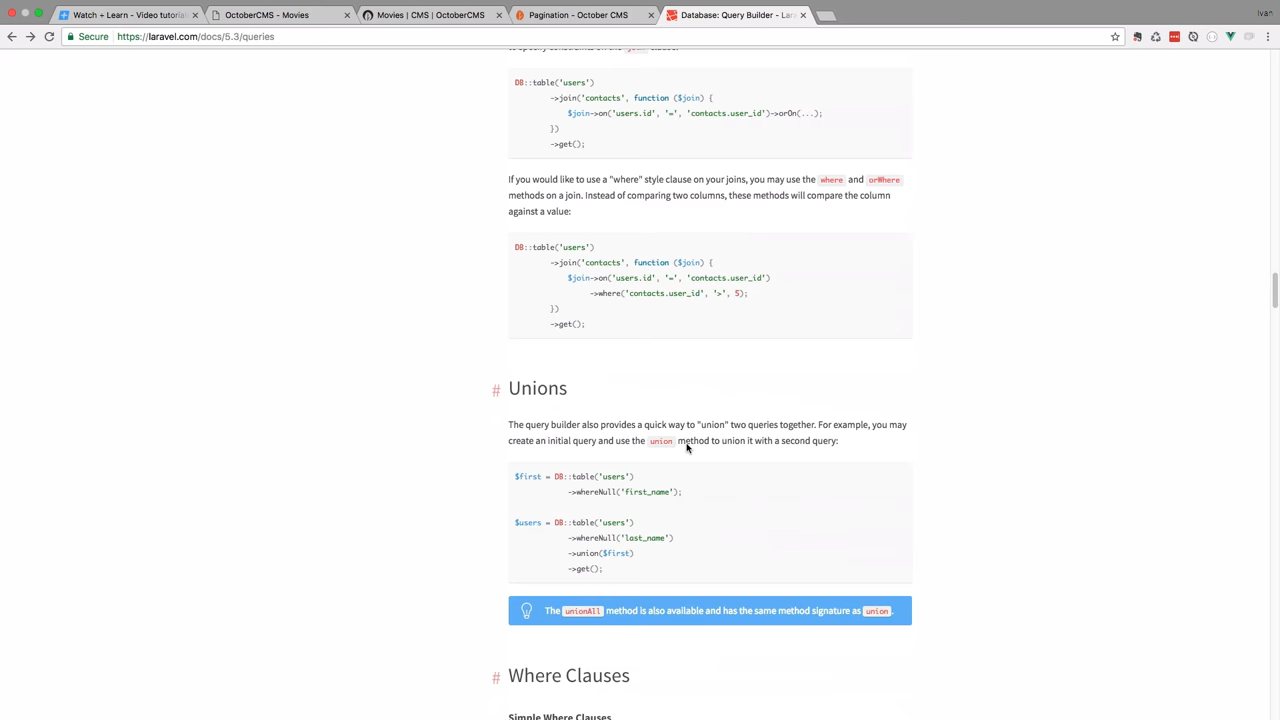 Watch + Learn - Video tutorial
OctoberCMS - Movies
Movies | CMS | OctoberCMS
Pagination - October CMS
Database: Query Builder - Lar
Ivan
Secure
https://laravel.com/docs/5.3/queries
DB::table('users')
->join('contacts', function ($join) {
$join->on('users.id', '=', 'contacts.user_id')->orOn(...);
})
->get();
If you would like to use a "where" style clause on your joins, you may use the where and orWhere
methods on a join. Instead of comparing two columns, these methods will compare the column
against a value:
DB::table('users')
->join('contacts', function ($join) {
$join->on('users.id', '=', 'contacts.user_id')
->where('contacts.user_id', '>', 5);
})
->get();
# Unions
The query builder also provides a quick way to "union" two queries together. For example, you may
create an initial query and use the union method to union it with a second query:
$first = DB::table('users')
->whereNull('first_name');
$users = DB::table('users')
->whereNull('last_name')
->union($first)
->get();
The unionAll method is also available and has the same method signature as union.
# Where Clauses
Simple Where Clauses